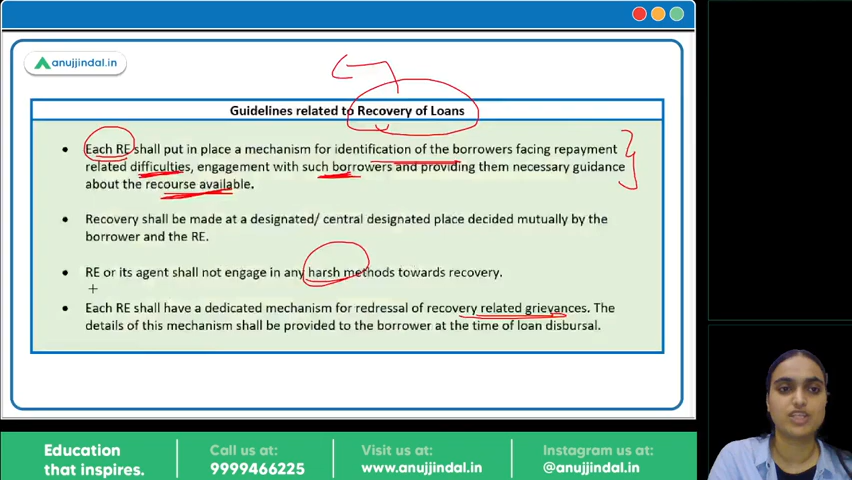 anujjindal.in
Guidelines related to Recovery of Loans
• Each RE shall put in place a mechanism for identification of the borrowers facing repayment
related difficulties, engagement with such borrowers and providing them necessary guidance
about the recourse available.
• Recovery shall be made at a designated/ central designated place decided mutually by the
borrower and the RE.
• RE or its agent shall not engage in any harsh methods towards recovery.
• Each RE shall have a dedicated mechanism for redressal of recovery related grievances. The
details of this mechanism shall be provided to the borrower at the time of loan disbursal.
Education
that inspires.
Call us at:
9999466225
Visit us at:
www.anujjindal.in
Instagram us at:
@anujjindal.in